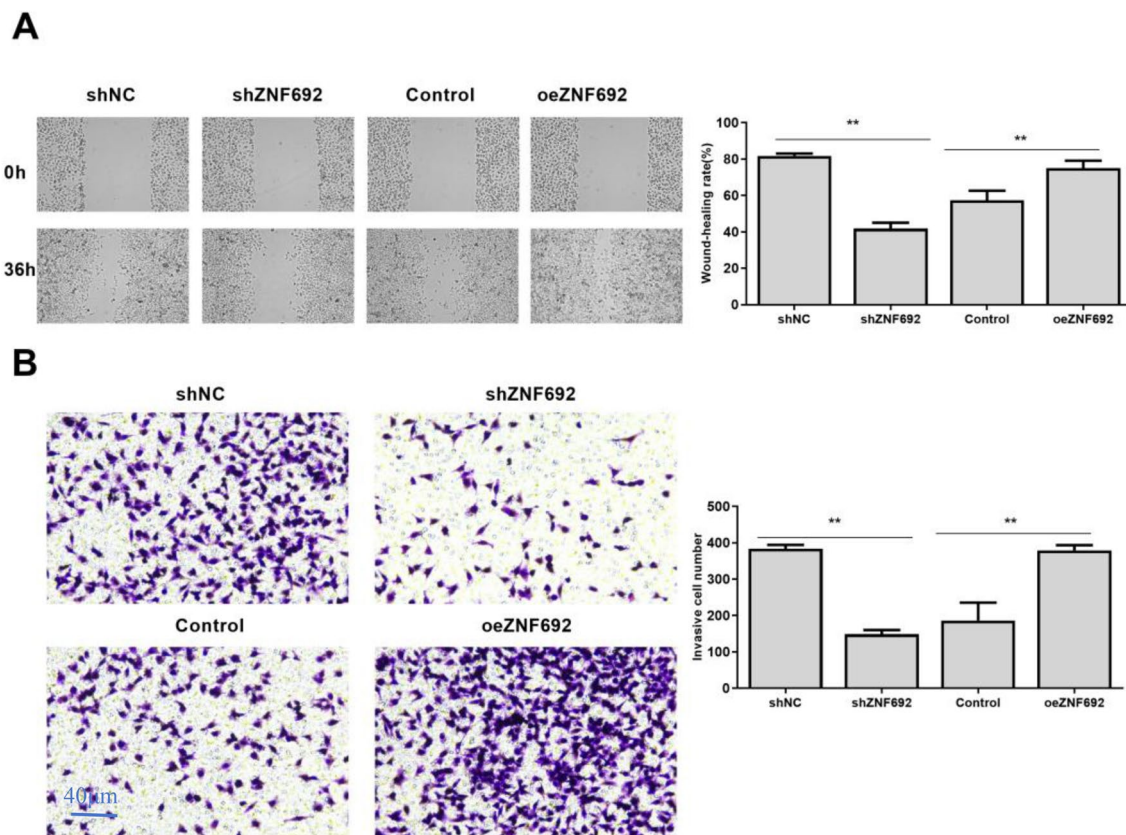 A
shNC shZNF692 Control oeZNF692
0h
36h
Wound-healing rate(%)
100
80
60
40
20
0
** **
shNC shZNF692 Control oeZNF692
B
shNC shZNF692
Control oeZNF692
40μm
Invasive cell number
500
400
300
200
100
0
** **
shNC shZNF692 Control oeZNF692